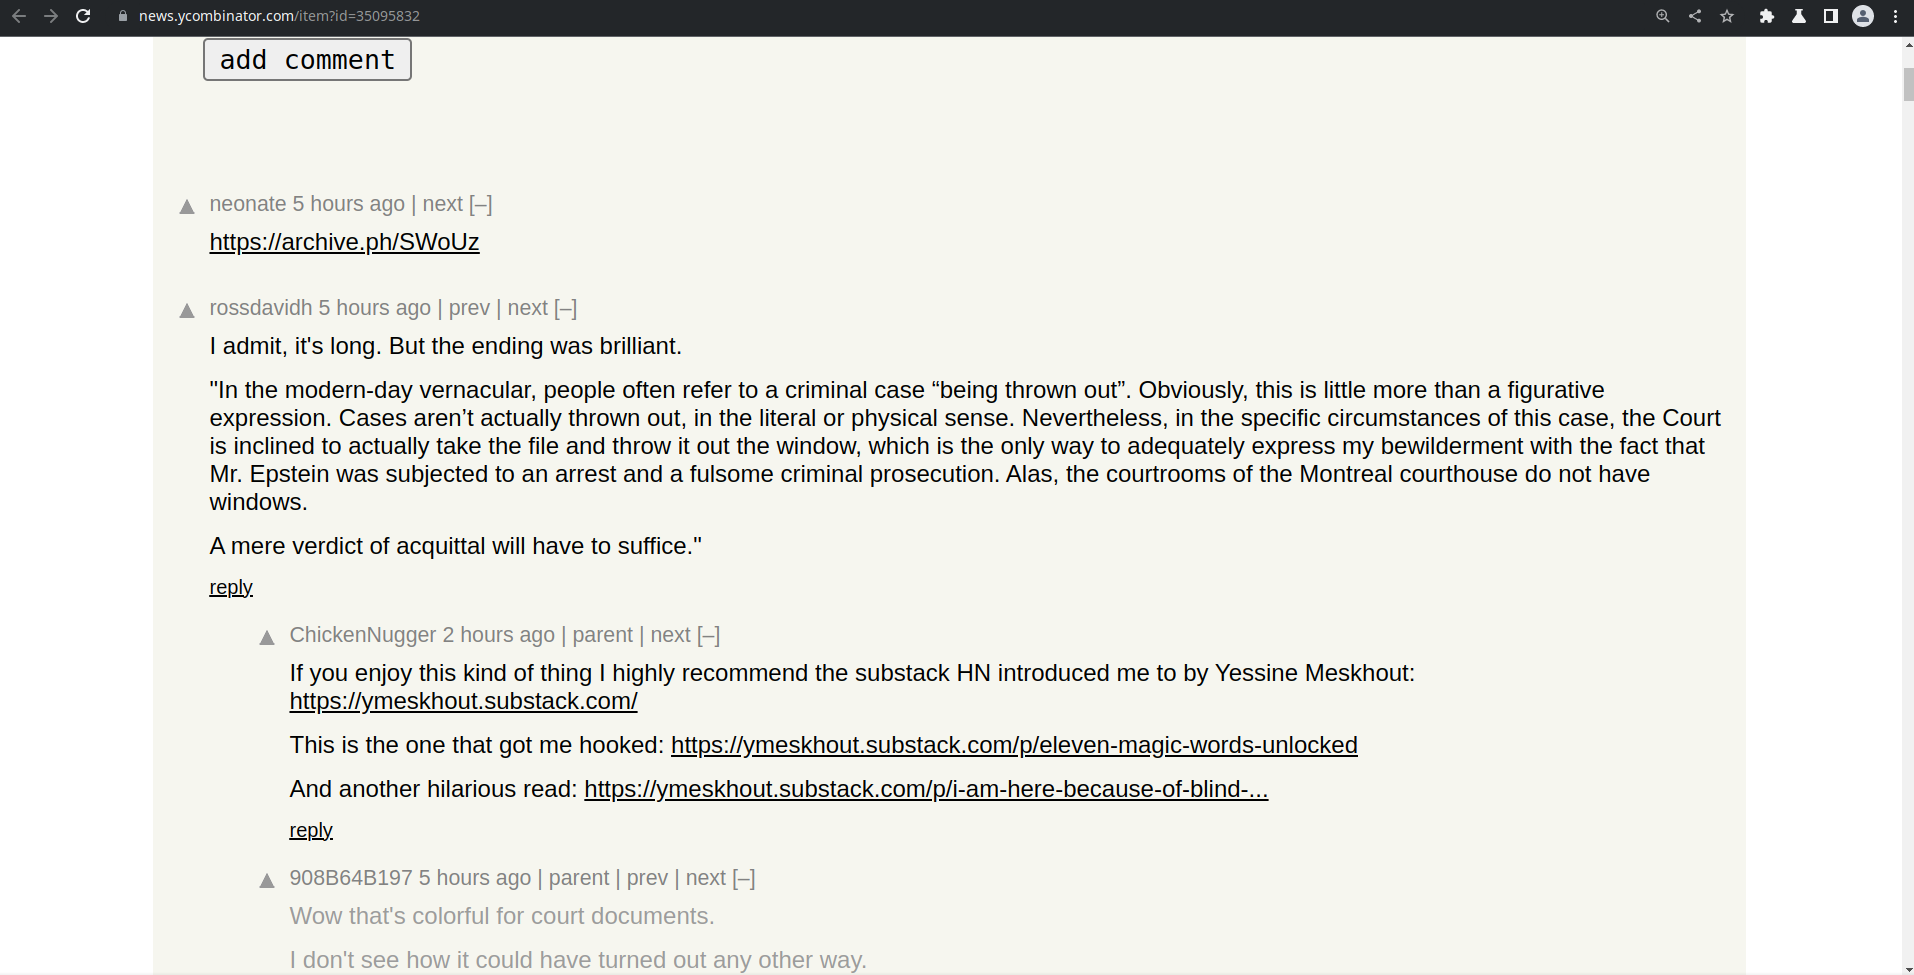 news.ycombinator.com/item?id=35095832
add comment
▲ neonate 5 hours ago | next [–]
https://archive.ph/SWoUz
▲ rossdavidh 5 hours ago | prev | next [–]
I admit, it's long. But the ending was brilliant.
"In the modern-day vernacular, people often refer to a criminal case “being thrown out”. Obviously, this is little more than a figurative
expression. Cases aren’t actually thrown out, in the literal or physical sense. Nevertheless, in the specific circumstances of this case, the Court
is inclined to actually take the file and throw it out the window, which is the only way to adequately express my bewilderment with the fact that
Mr. Epstein was subjected to an arrest and a fulsome criminal prosecution. Alas, the courtrooms of the Montreal courthouse do not have
windows.
A mere verdict of acquittal will have to suffice."
reply
▲ ChickenNugger 2 hours ago | parent | next [–]
If you enjoy this kind of thing I highly recommend the substack HN introduced me to by Yessine Meskhout:
https://ymeskhout.substack.com/
This is the one that got me hooked: https://ymeskhout.substack.com/p/eleven-magic-words-unlocked
And another hilarious read: https://ymeskhout.substack.com/p/i-am-here-because-of-blind-...
reply
▲ 908B64B197 5 hours ago | parent | prev | next [–]
Wow that's colorful for court documents.
I don't see how it could have turned out any other way.